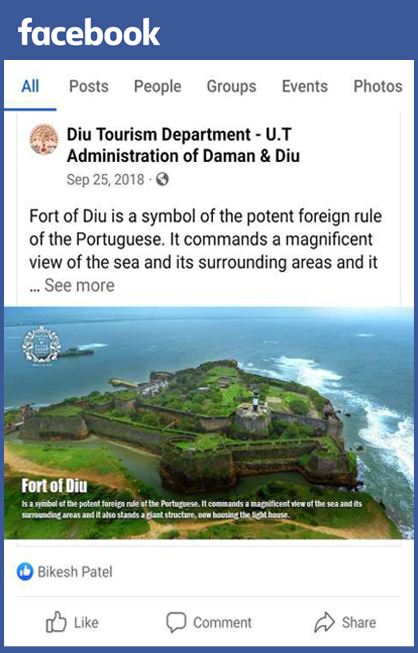 facebook
All Posts People Groups Events Photos
Diu Tourism Department - U.T
Administration of Daman & Diu
Sep 25, 2018 ·
Fort of Diu is a symbol of the potent foreign rule
of the Portuguese. It commands a magnificent
view of the sea and its surrounding areas and it
... See more
Fort of Diu
Is a symbol of the potent foreign rule of the Portuguese. It commands a magnificent view of the sea and its
surrounding areas and it also stands a giant structure, now housing the light house.
Bikesh Patel
Like Comment Share